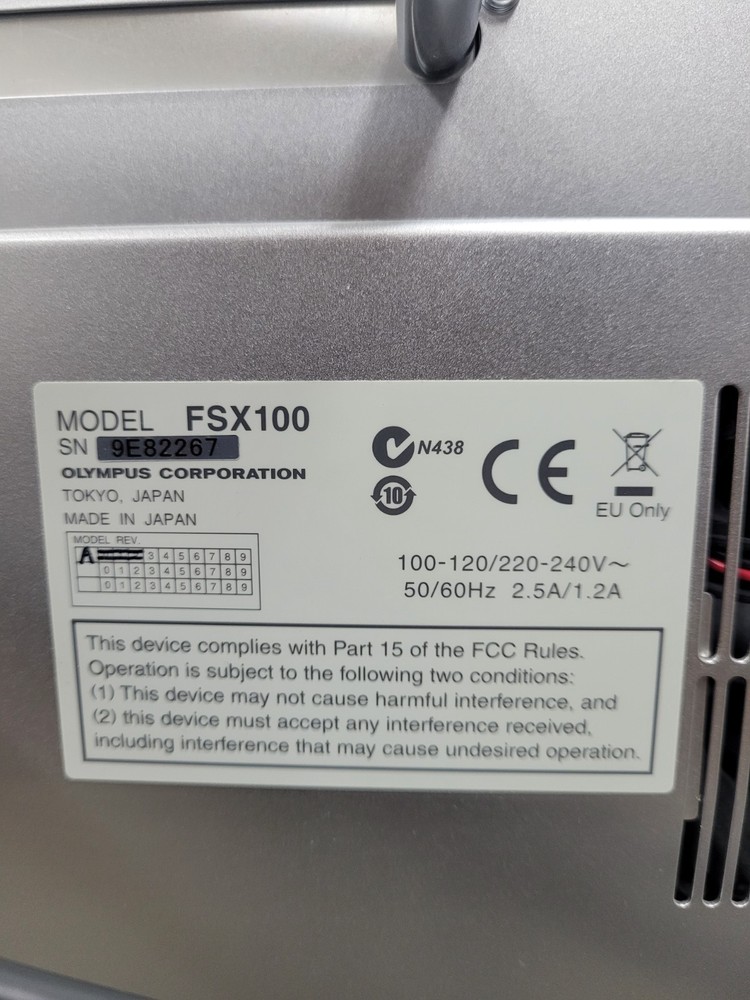 MODEL FSX100
SN 9E82267
OLYMPUS CORPORATION
TOKYO, JAPAN
MADE IN JAPAN
MODEL REV.
A 3 4 5 6 7 8 9
0 1 2 3 4 5 6 7 8 9
0 1 2 3 4 5 6 7 8 9
N438
10
CE
EU Only
100-120/220-240V~
50/60Hz 2.5A/1.2A
This device complies with Part 15 of the FCC Rules.
Operation is subject to the following two conditions:
(1) This device may not cause harmful interference, and
(2) this device must accept any interference received,
including interference that may cause undesired operation.